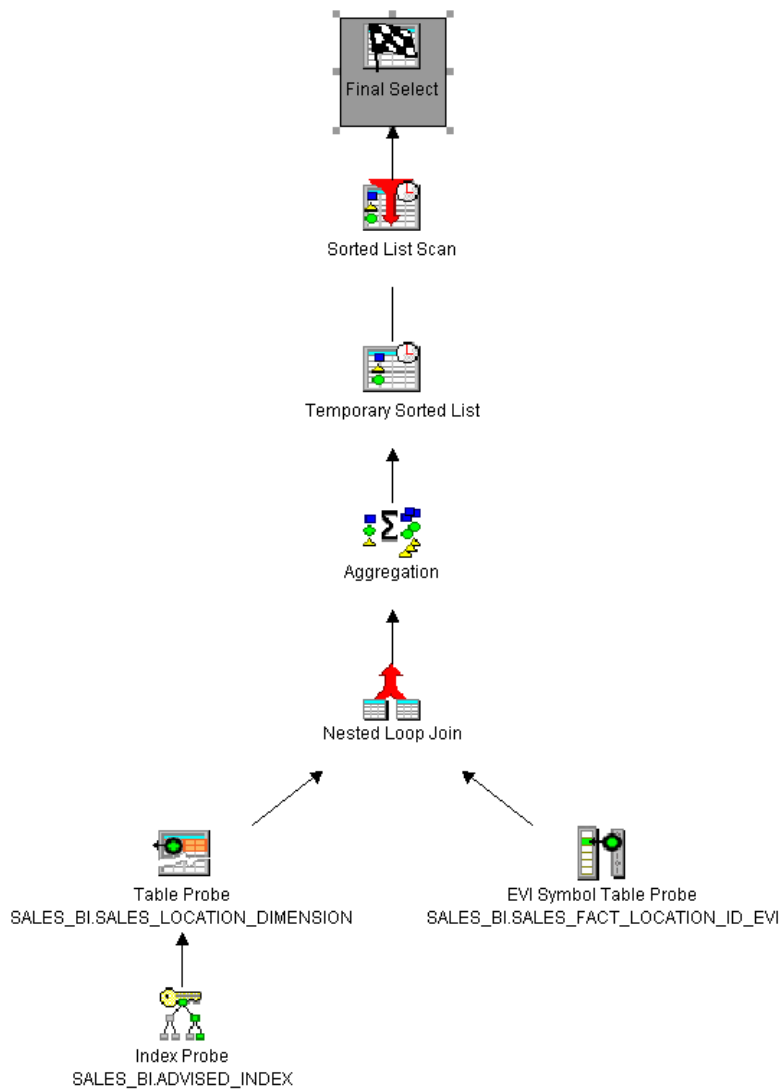 Final Select
Sorted List Scan
Temporary Sorted List
Aggregation
Nested Loop Join
Table Probe
SALES_BI.SALES_LOCATION_DIMENSION
EVI Symbol Table Probe
SALES_BI.SALES_FACT_LOCATION_ID_EVI
Index Probe
SALES_BI.ADVISED_INDEX